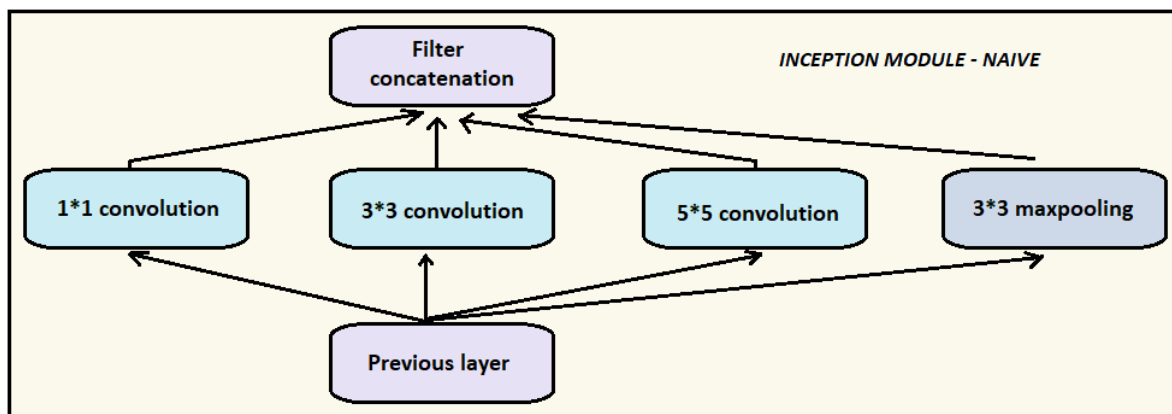 Filter
concatenation
INCEPTION MODULE - NAIVE
1*1 convolution
3*3 convolution
5*5 convolution
3*3 maxpooling
Previous layer